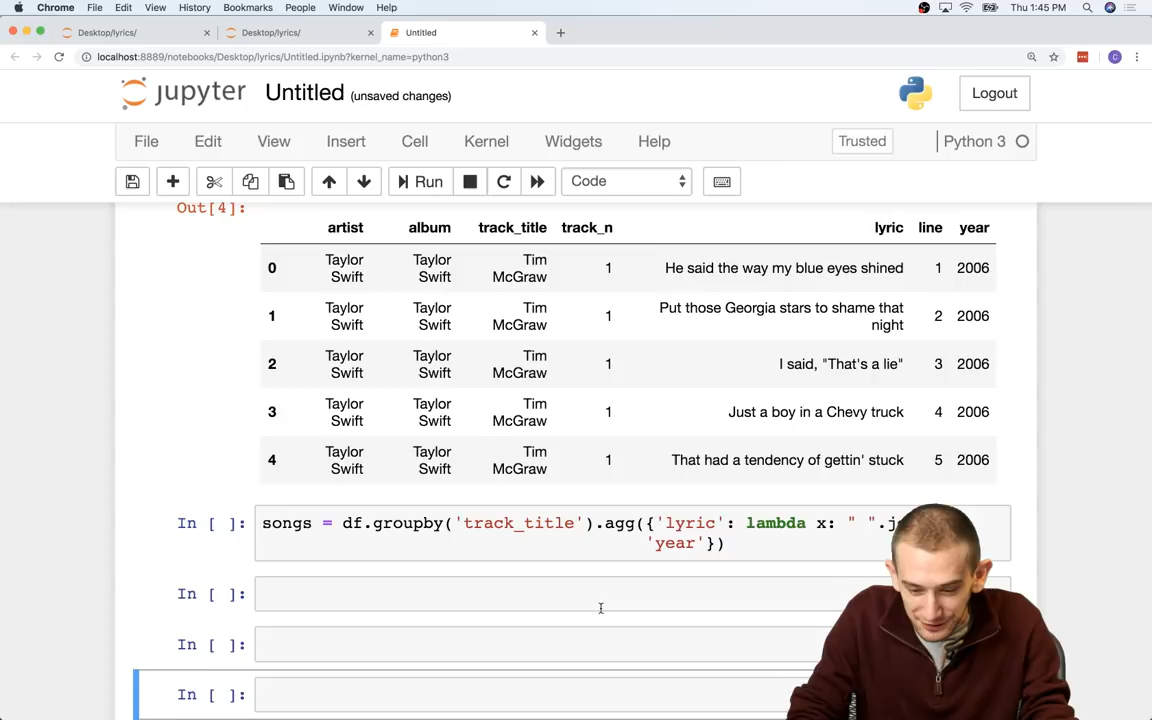 Chrome File Edit View History Bookmarks People Window Help Thu 1:45 PM
Desktop/lyrics/ Desktop/lyrics/ Untitled
localhost:8889/notebooks/Desktop/lyrics/Untitled.ipynb?kernel_name=python3 C
jupyter Untitled (unsaved changes) Logout
File Edit View Insert Cell Kernel Widgets Help Trusted Python 3
Run Code
Out[4]:
artist album track_title track_n lyric line year
0 Taylor Swift Taylor Swift Tim McGraw 1 He said the way my blue eyes shined 1 2006
1 Taylor Swift Taylor Swift Tim McGraw 1 Put those Georgia stars to shame that night 2 2006
2 Taylor Swift Taylor Swift Tim McGraw 1 I said, "That's a lie" 3 2006
3 Taylor Swift Taylor Swift Tim McGraw 1 Just a boy in a Chevy truck 4 2006
4 Taylor Swift Taylor Swift Tim McGraw 1 That had a tendency of gettin' stuck 5 2006
In [ ]: songs = df.groupby('track_title').agg({'lyric': lambda x: " ".j
'year'})
In [ ]:
In [ ]:
In [ ]: